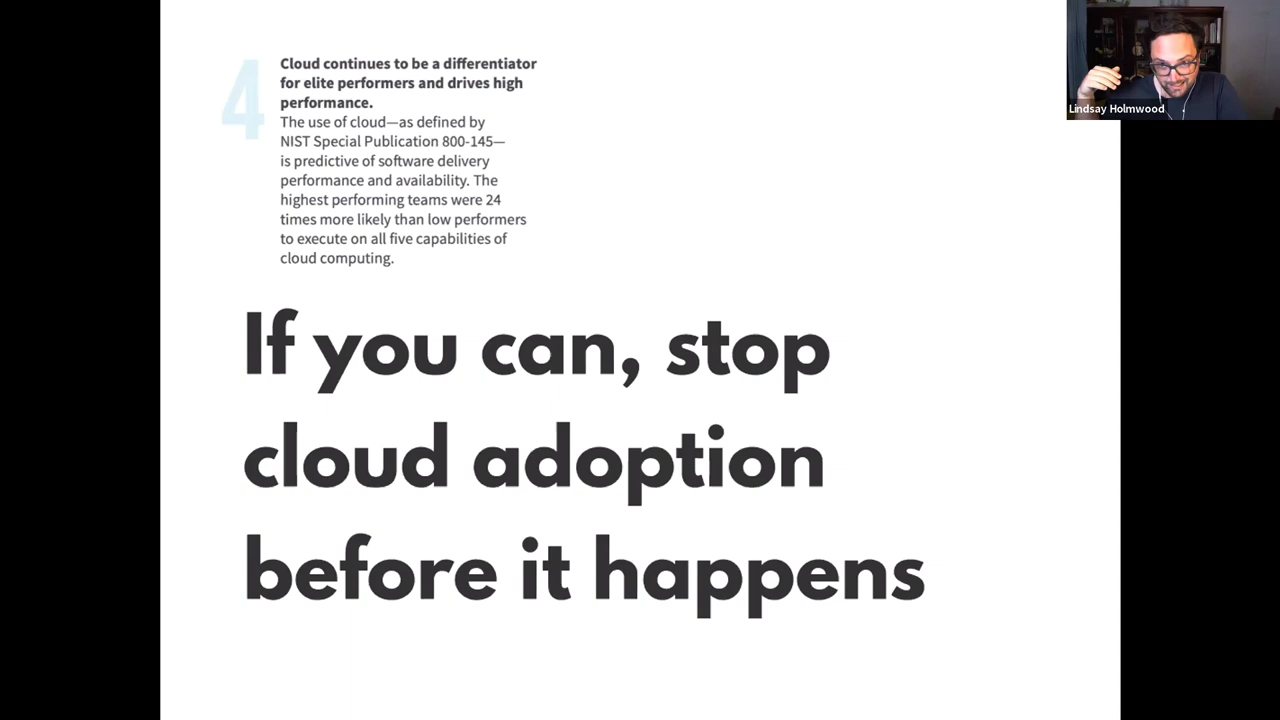 4
Cloud continues to be a differentiator
for elite performers and drives high
performance.
The use of cloud—as defined by
NIST Special Publication 800-145—
is predictive of software delivery
performance and availability. The
highest performing teams were 24
times more likely than low performers
to execute on all five capabilities of
cloud computing.
If you can, stop
cloud adoption
before it happens
Lindsay Holmwood